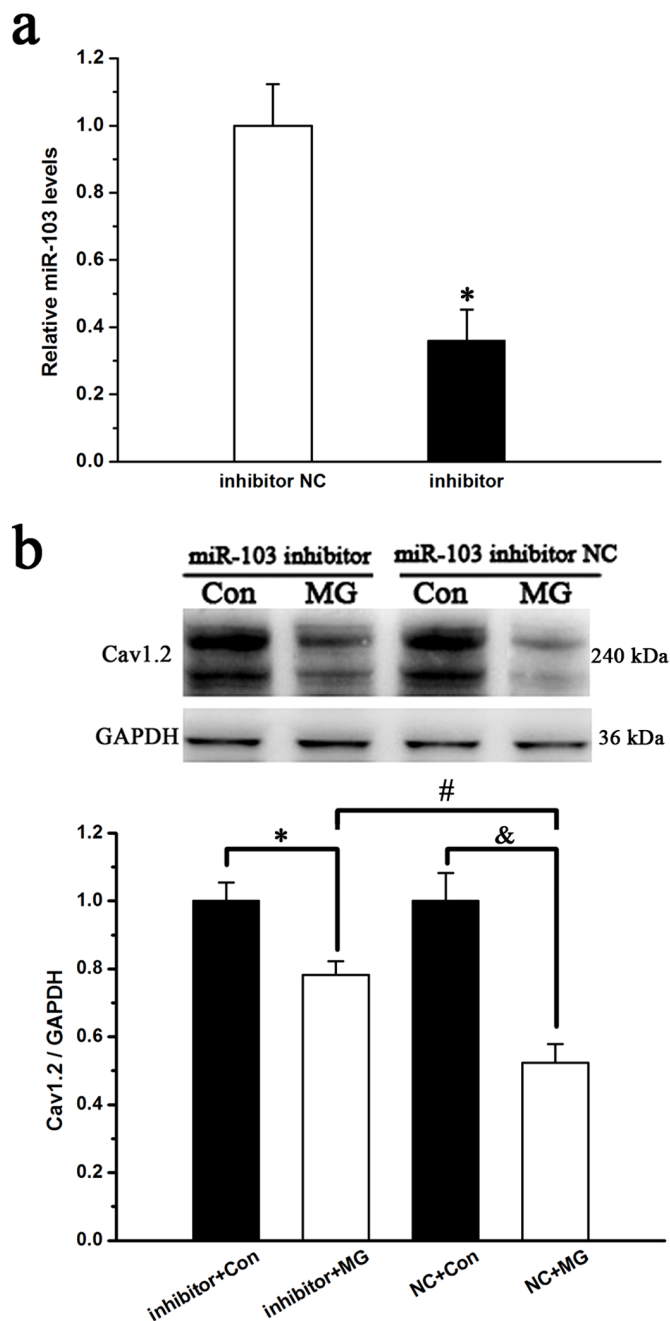 a
1.2
1.0
0.8
0.6
0.4
0.2
0.0
Relative miR-103 levels
*
inhibitor NC inhibitor
b
miR-103 inhibitor miR-103 inhibitor NC
Con MG Con MG
Cav1.2 240 kDa
GAPDH 36 kDa
#
* &
1.2
1.0
0.8
0.6
0.4
0.2
0.0
Cav1.2 / GAPDH
inhibitor+Con inhibitor+MG NC+Con NC+MG